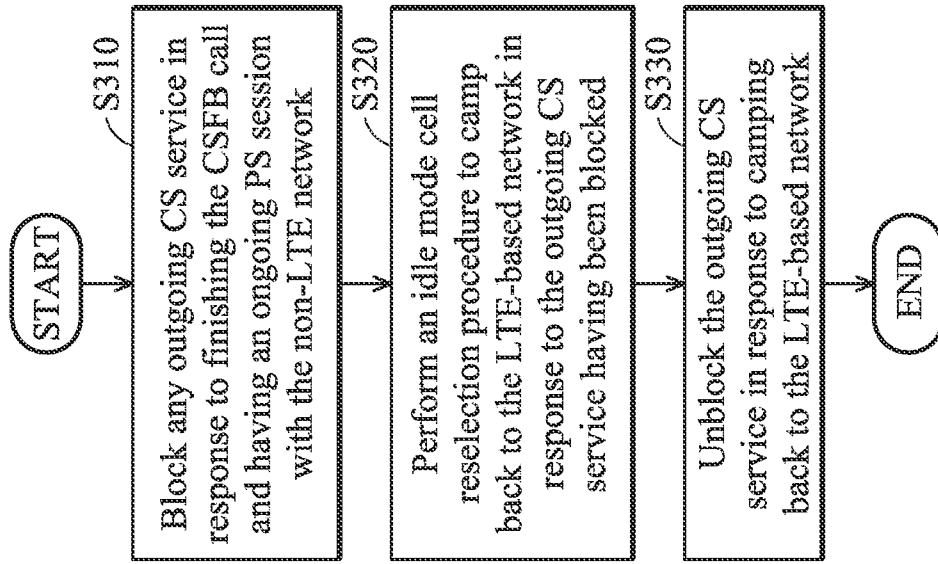 START
S310
Block any outgoing CS service in
response to finishing the CSFB call
and having an ongoing PS session
with the non-LTE network
S320
Perform an idle mode cell
reselection procedure to camp
back to the LTE-based network in
response to the outgoing CS
service having been blocked
S330
Unblock the outgoing CS
service in response to camping
back to the LTE-based network
END